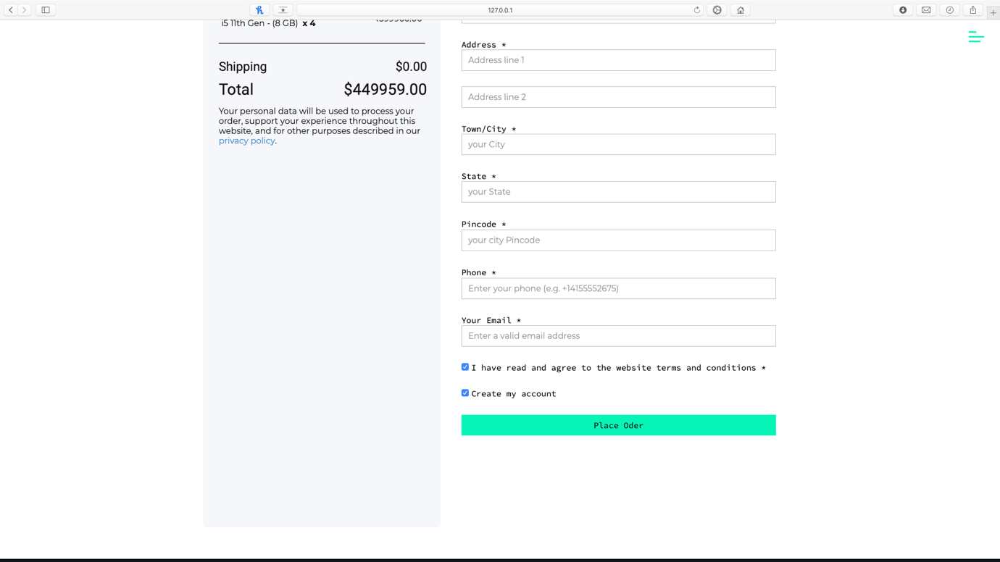 127.0.0.1
i5 11th Gen - (8 GB) x 4
Shipping $0.00
Total $449959.00
Your personal data will be used to process your
order, support your experience throughout this
website, and for other purposes described in our
privacy policy.
Address *
Address line 1
Address line 2
Town/City *
your City
State *
your State
Pincode *
your city Pincode
Phone *
Enter your phone (e.g. +14155552675)
Your Email *
Enter a valid email address
I have read and agree to the website terms and conditions *
Create my account
Place Oder